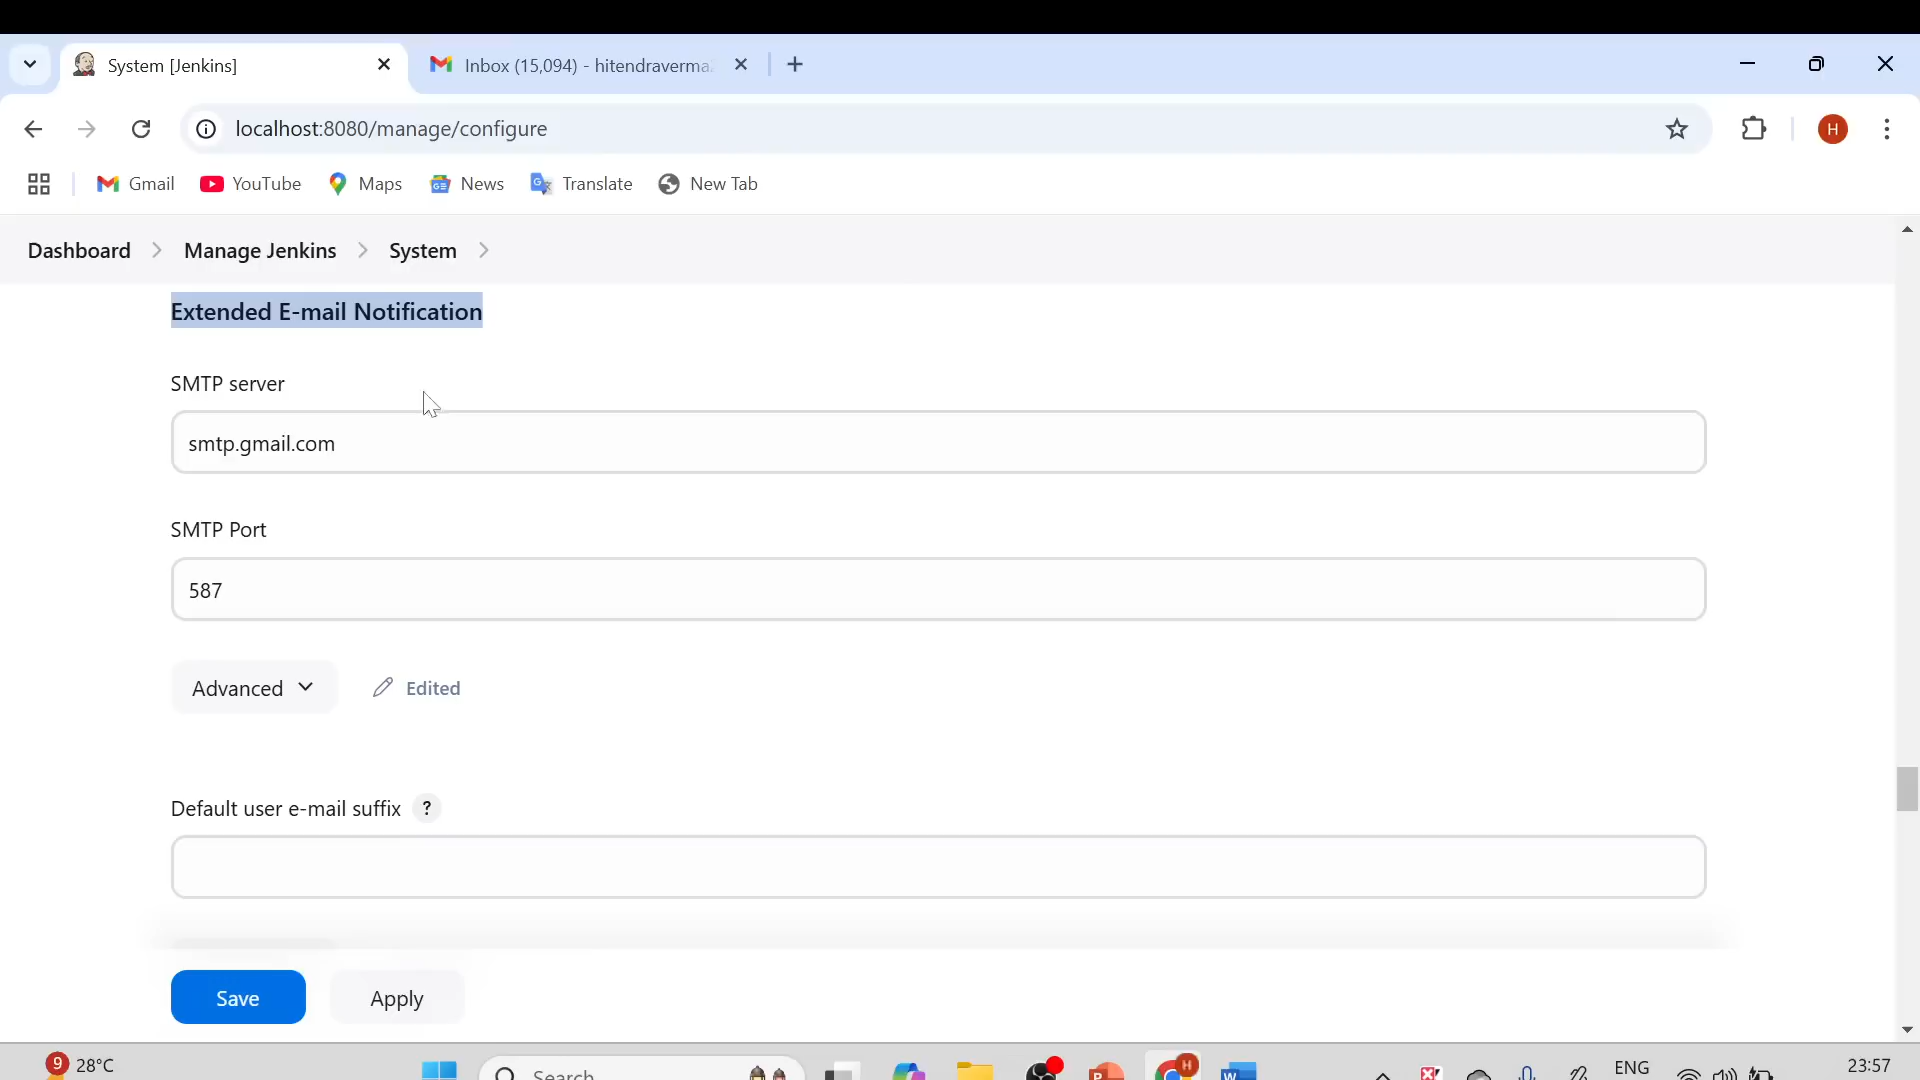 System [Jenkins]
Inbox (15,094) - hitendraverma
localhost:8080/manage/configure
H
Gmail
YouTube
Maps
News
Translate
New Tab
Dashboard
Manage Jenkins
System
Extended E-mail Notification
SMTP server
smtp.gmail.com
SMTP Port
587
Advanced
Edited
Default user e-mail suffix ?
Save
Apply
9
28°C
Search
P
H
W
ENG
23:57